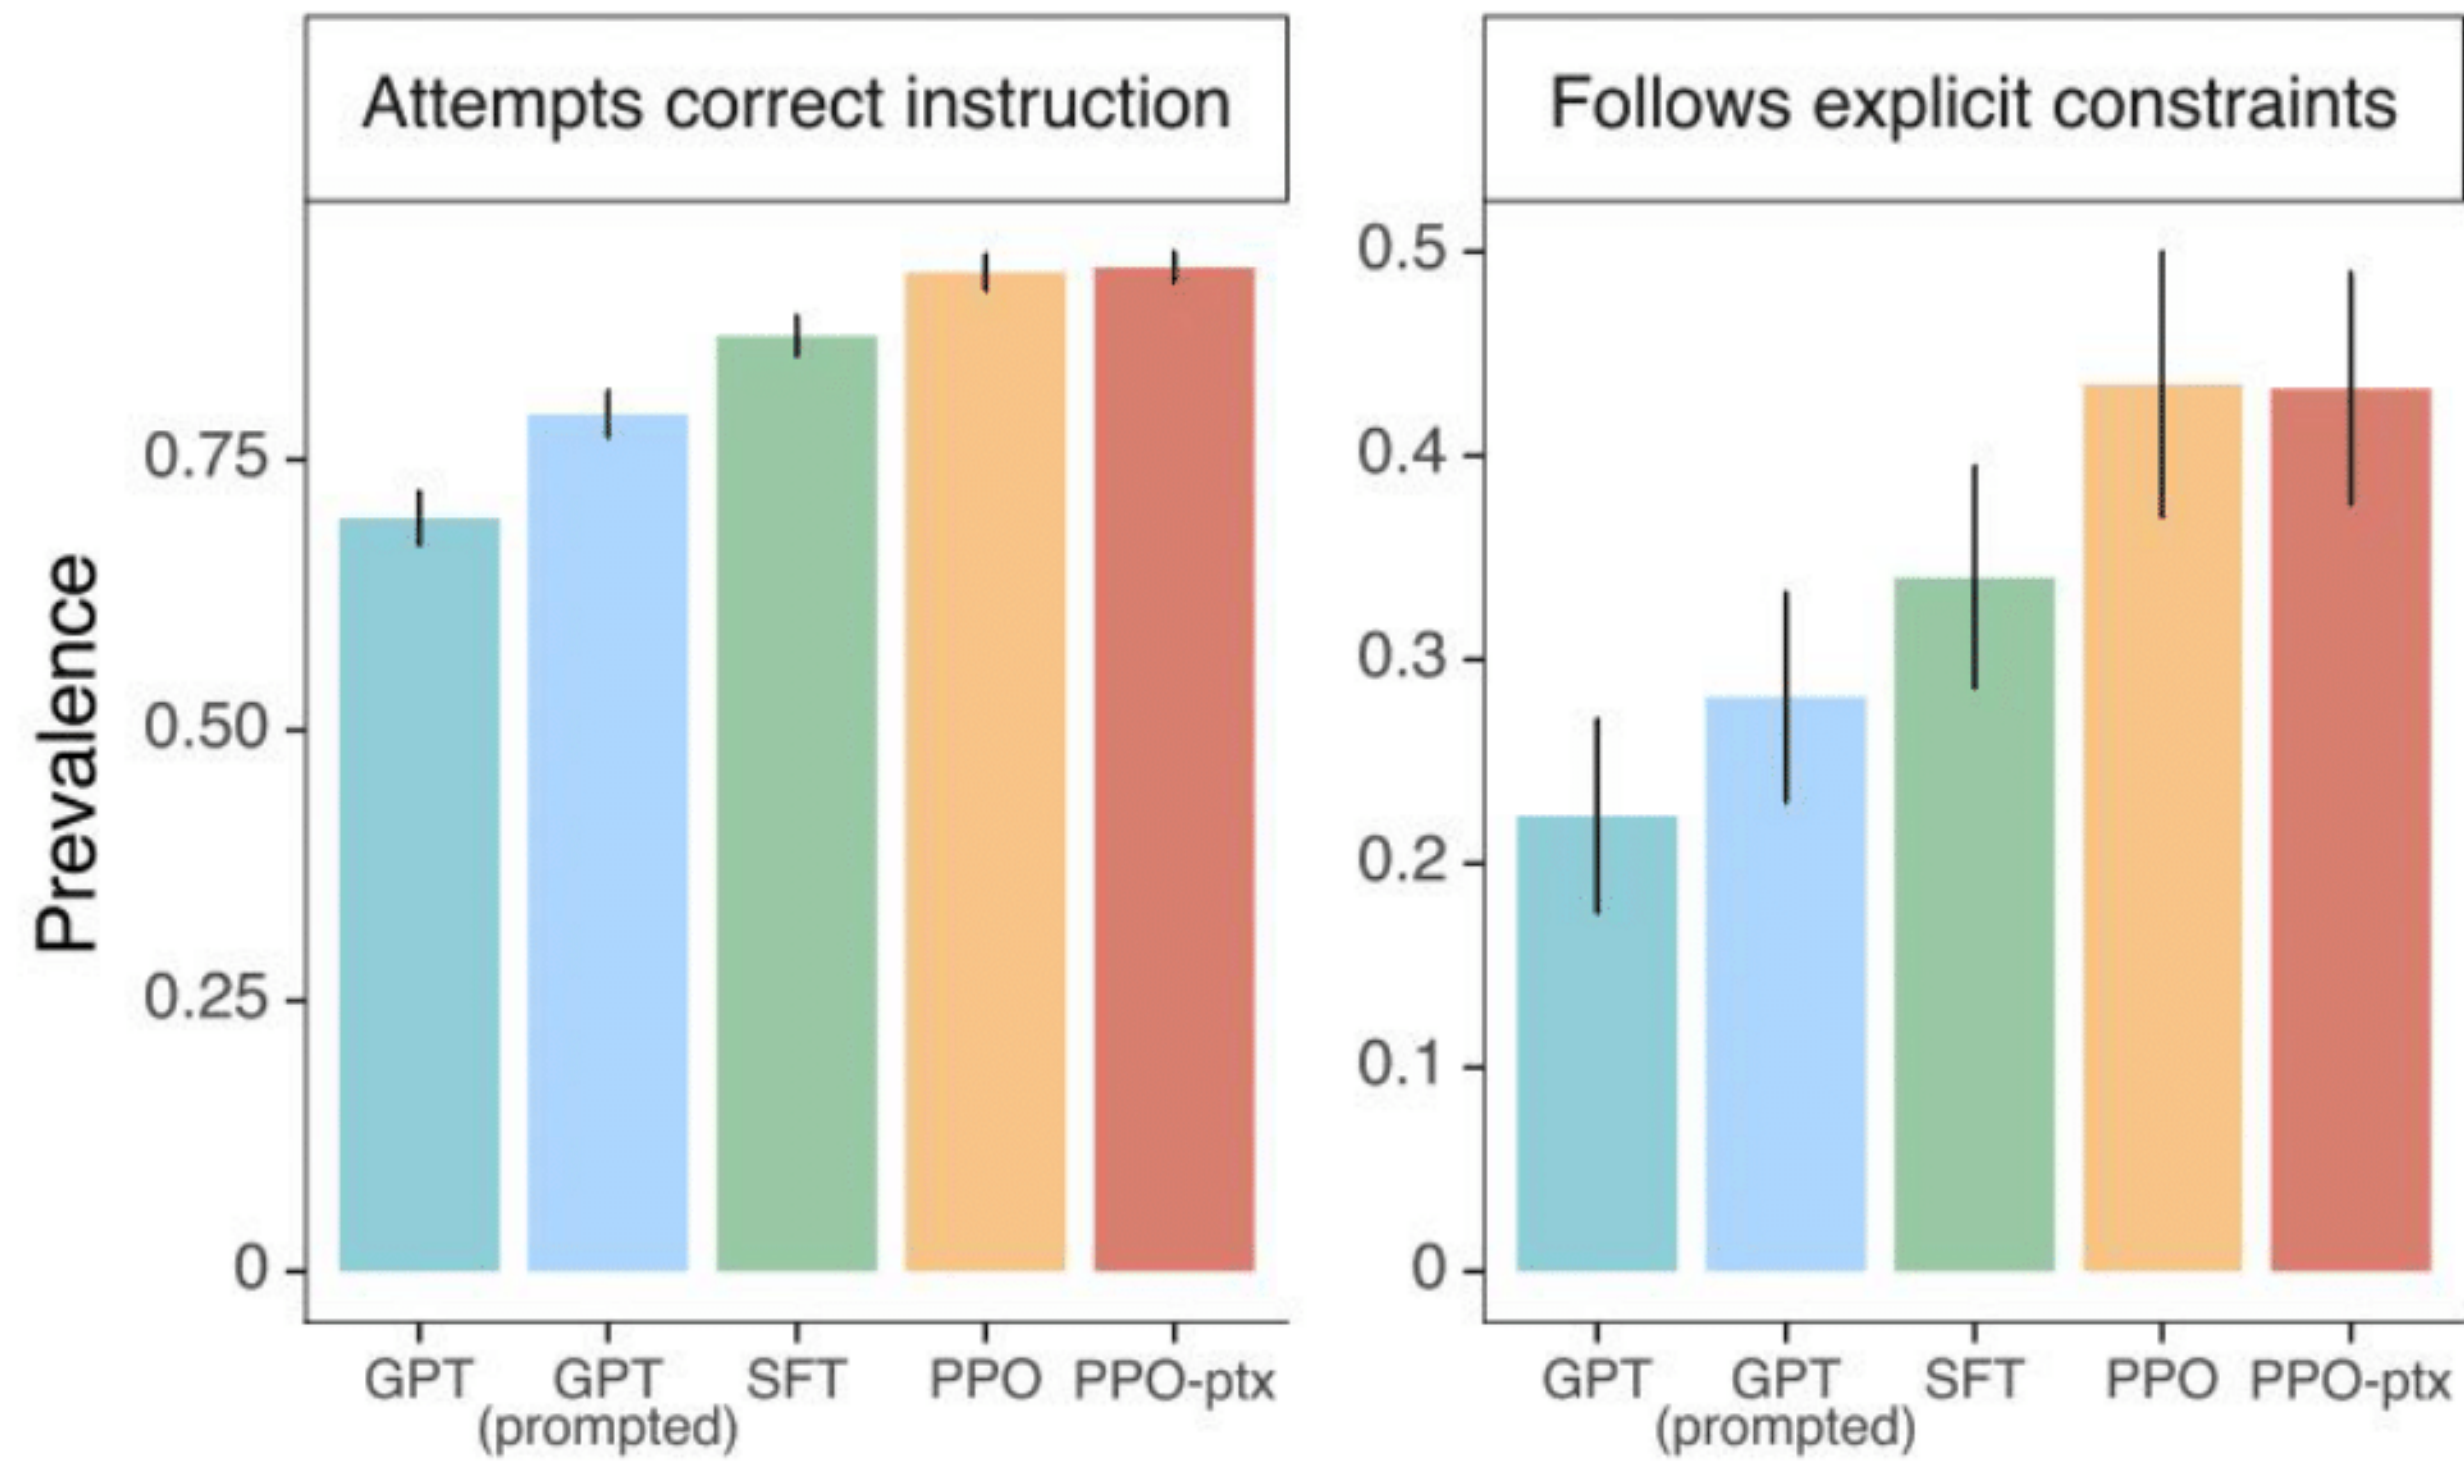 Attempts correct instruction
Follows explicit constraints
Prevalence
0.75
0.50
0.25
0
0.5
0.4
0.3
0.2
0.1
0
GPT
GPT
(prompted)
SFT
PPO
PPO-ptx
GPT
GPT
(prompted)
SFT
PPO
PPO-ptx